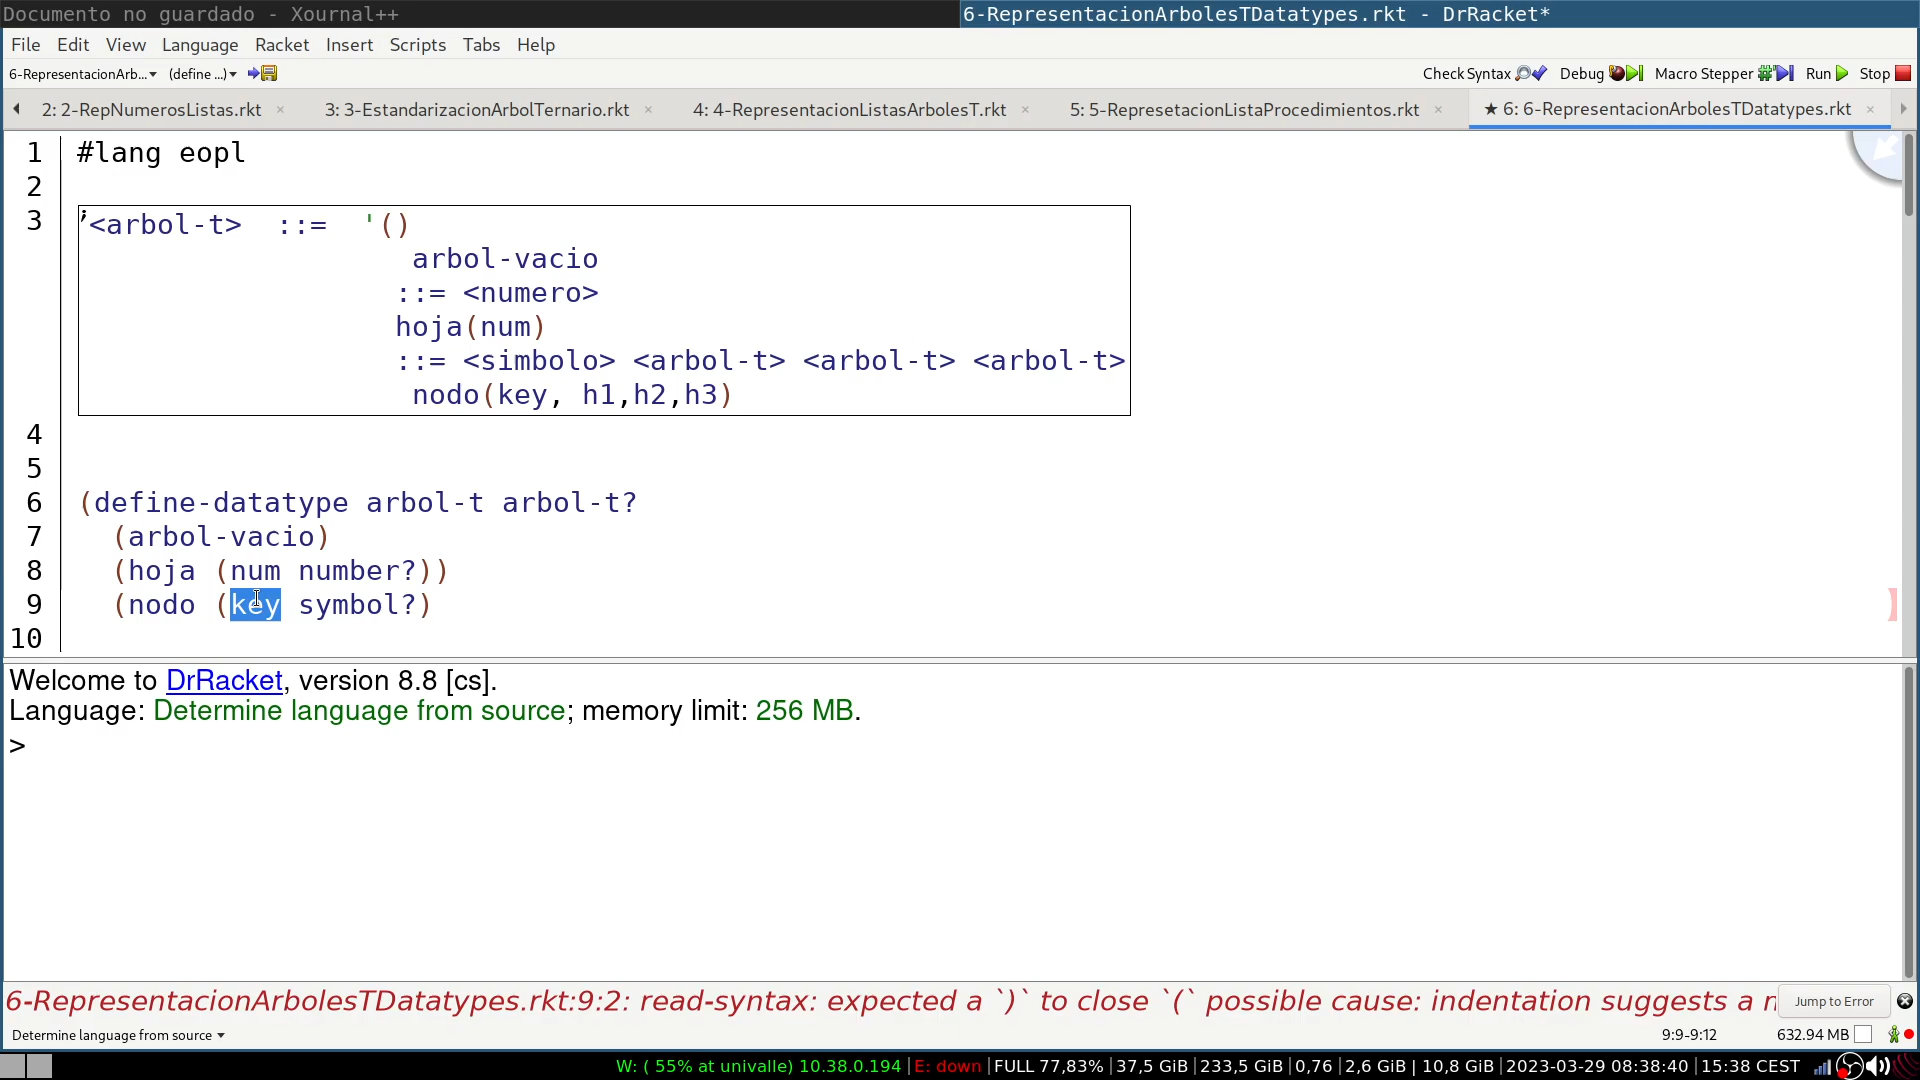 Documento no guardado - Xournal++
6-RepresentacionArbolesTDatatypes.rkt - DrRacket*
File Edit View Language Racket Insert Scripts Tabs Help
6-RepresentacionArb... (define ...) Check Syntax Debug Macro Stepper Run Stop
2: 2-RepNumerosListas.rkt 3: 3-EstandarizacionArbolTernario.rkt 4: 4-RepresentacionListasArbolesT.rkt 5: 5-RepresetacionListaProcedimientos.rkt ★ 6: 6-RepresentacionArbolesTDatatypes.rkt
1 #lang eopl
2
3 ;<arbol-t> ::= '()
arbol-vacio
::= <numero>
hoja(num)
::= <simbolo> <arbol-t> <arbol-t> <arbol-t>
nodo(key, h1,h2,h3)
4
5
6 (define-datatype arbol-t arbol-t?
7 (arbol-vacio)
8 (hoja (num number?))
9 (nodo (key symbol?)
10
Welcome to DrRacket, version 8.8 [cs].
Language: Determine language from source; memory limit: 256 MB.
>
6-RepresentacionArbolesTDatatypes.rkt:9:2: read-syntax: expected a `)` to close `(` possible cause: indentation suggests a Jump to Error
Determine language from source 9:9-9:12 632.94 MB
W: ( 55% at univalle) 10.38.0.194 |E: down |FULL 77,83% |37,5 GiB |233,5 GiB |0,76 |2,6 GiB | 10,8 GiB |2023-03-29 08:38:40 |15:38 CEST